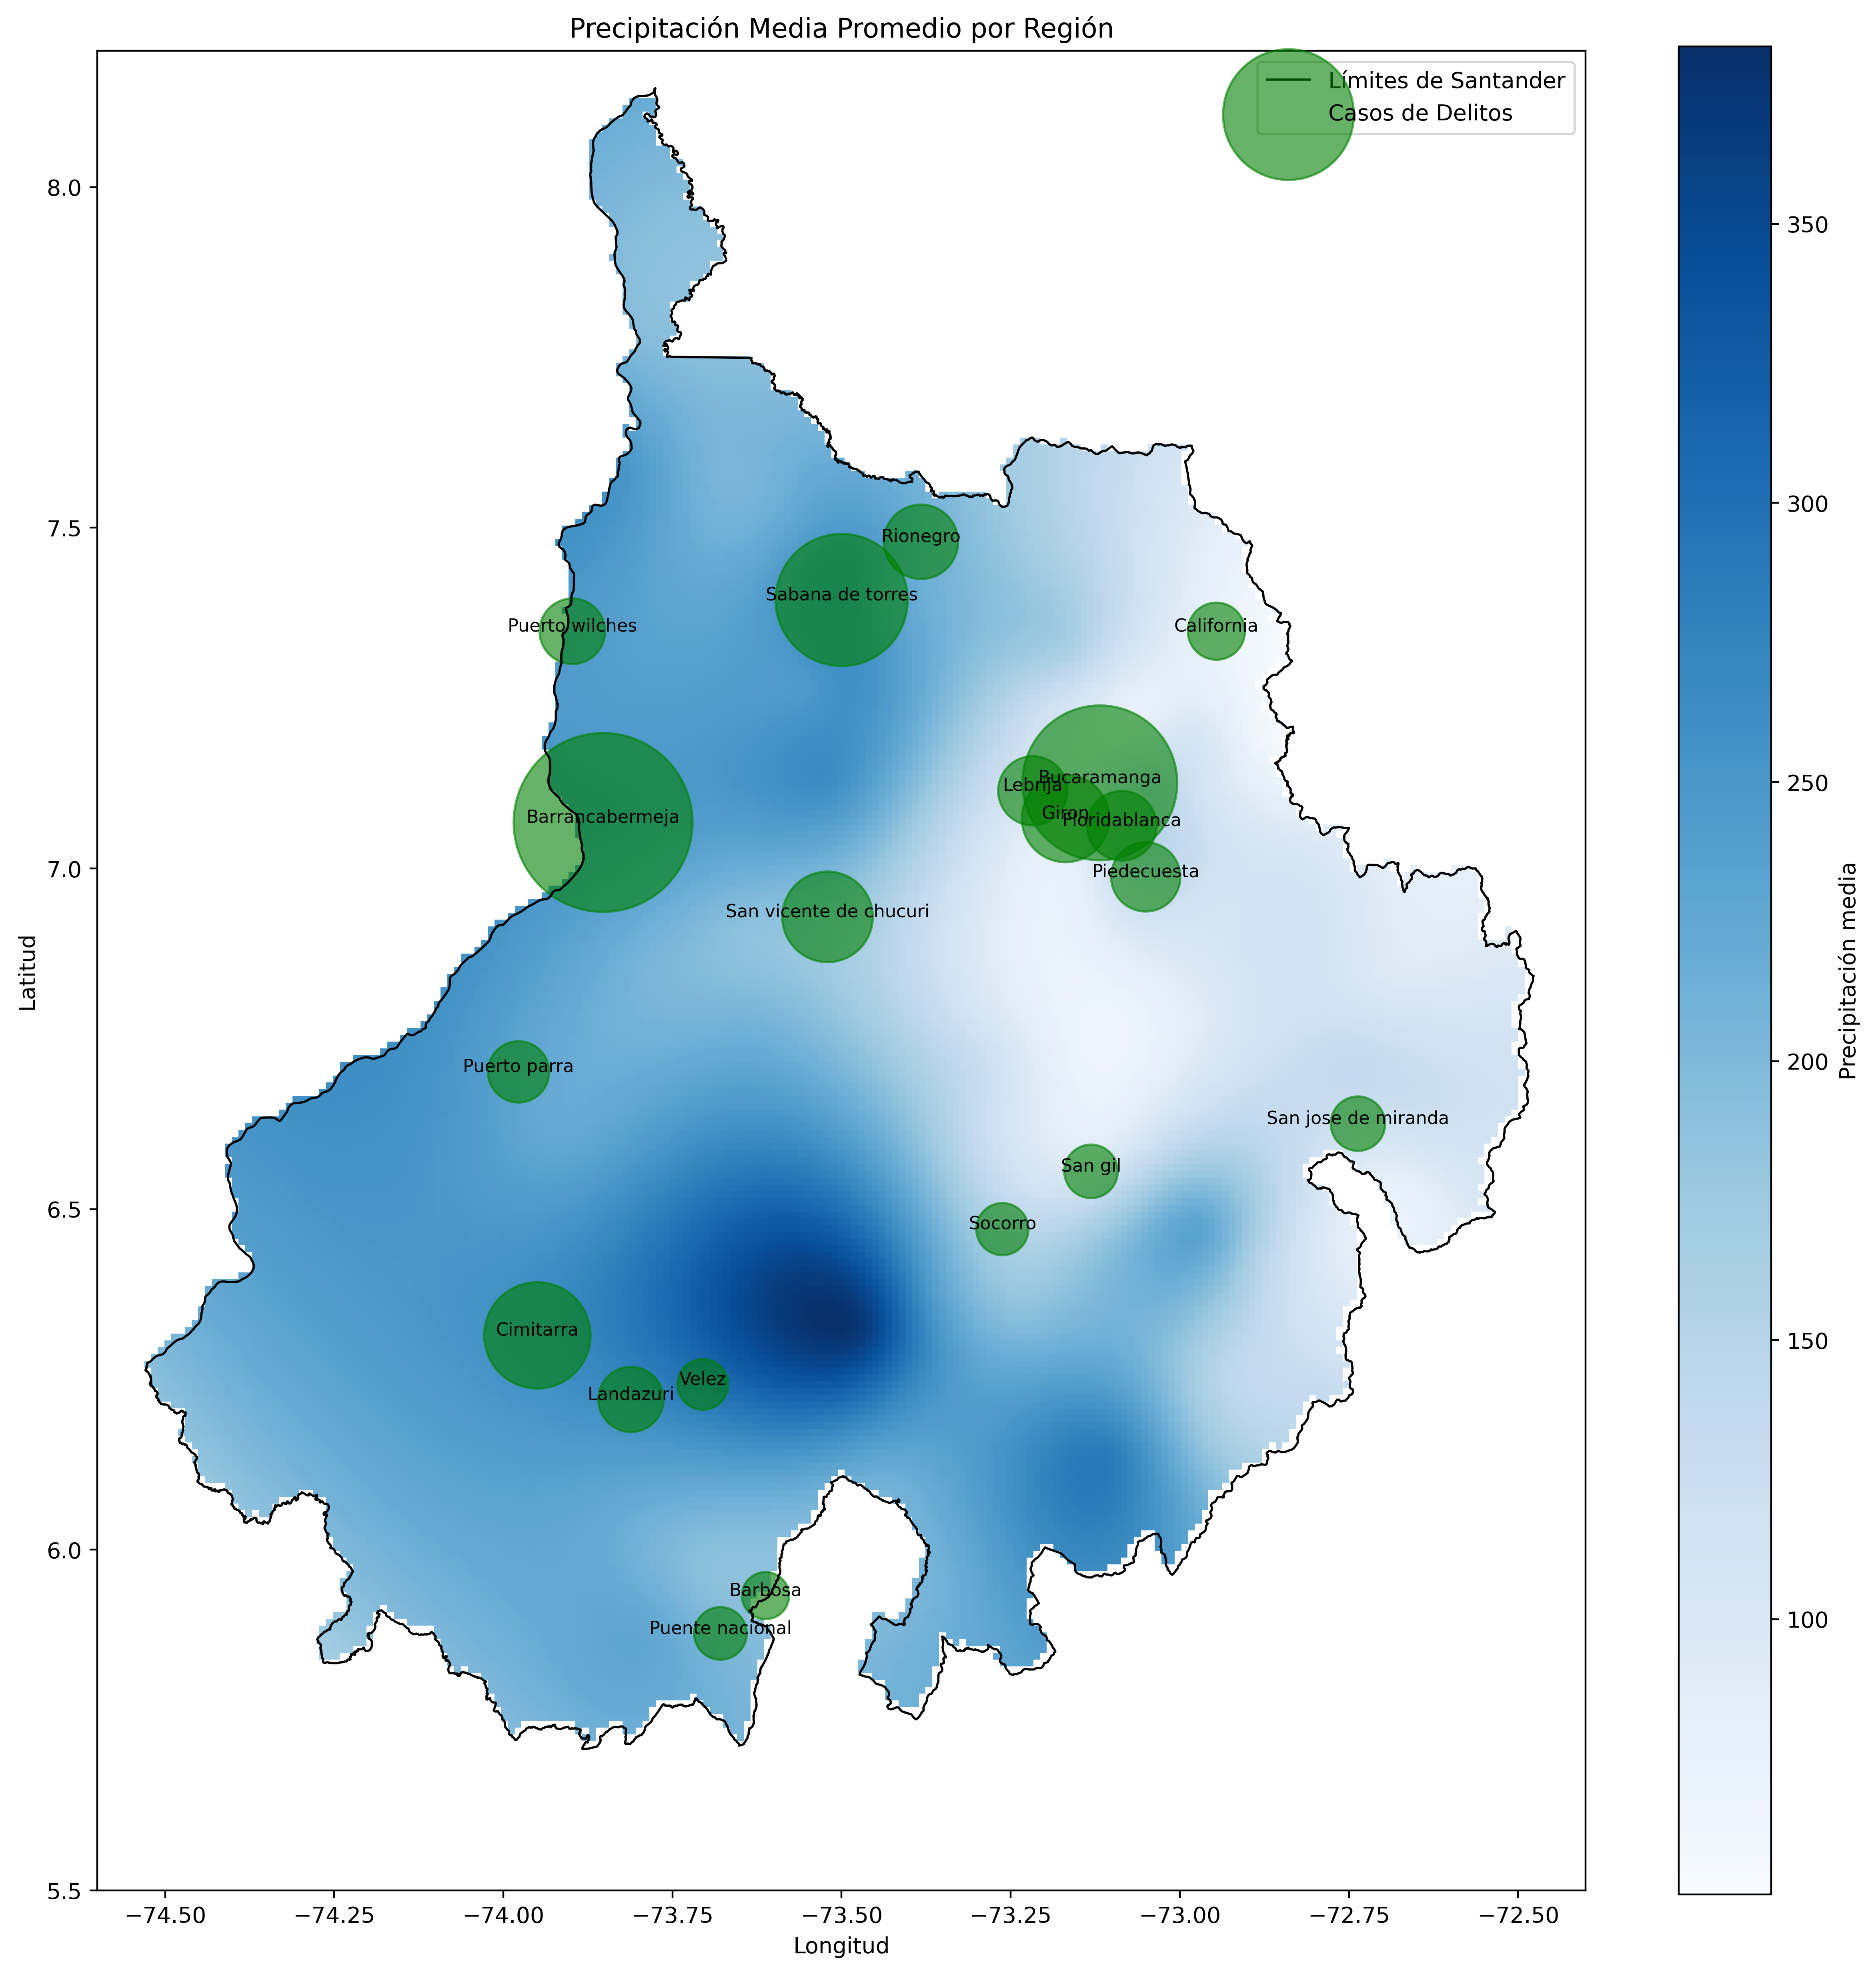 Precipitación Media Promedio por Región
Límites de Santander
Casos de Delitos
8.0
7.5
7.0
6.5
6.0
5.5
Latitud
Rionegro
Sabana de torres
Puerto wilches
California
Bucaramanga
Lebrija
Giron
Floridablanca
Barrancabermeja
Piedecuesta
San vicente de chucuri
Puerto parra
San jose de miranda
San gil
Socorro
Cimitarra
Velez
Landazuri
Barbosa
Puente nacional
−74.50
−74.25
−74.00
−73.75
−73.50
−73.25
−73.00
−72.75
−72.50
Longitud
350
300
250
200
150
100
Precipitación media